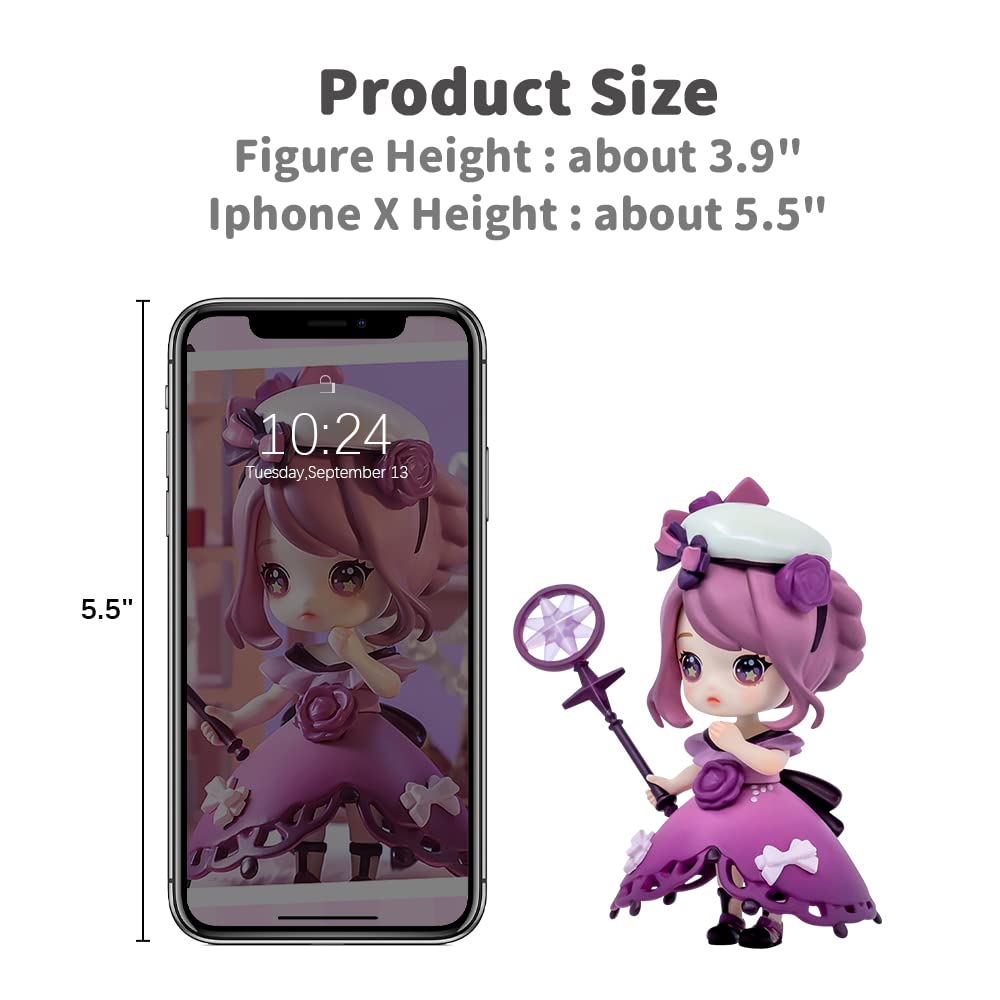 Product Size
Figure Height : about 3.9"
Iphone X Height : about 5.5"
10:24
Tuesday,September 13
5.5"